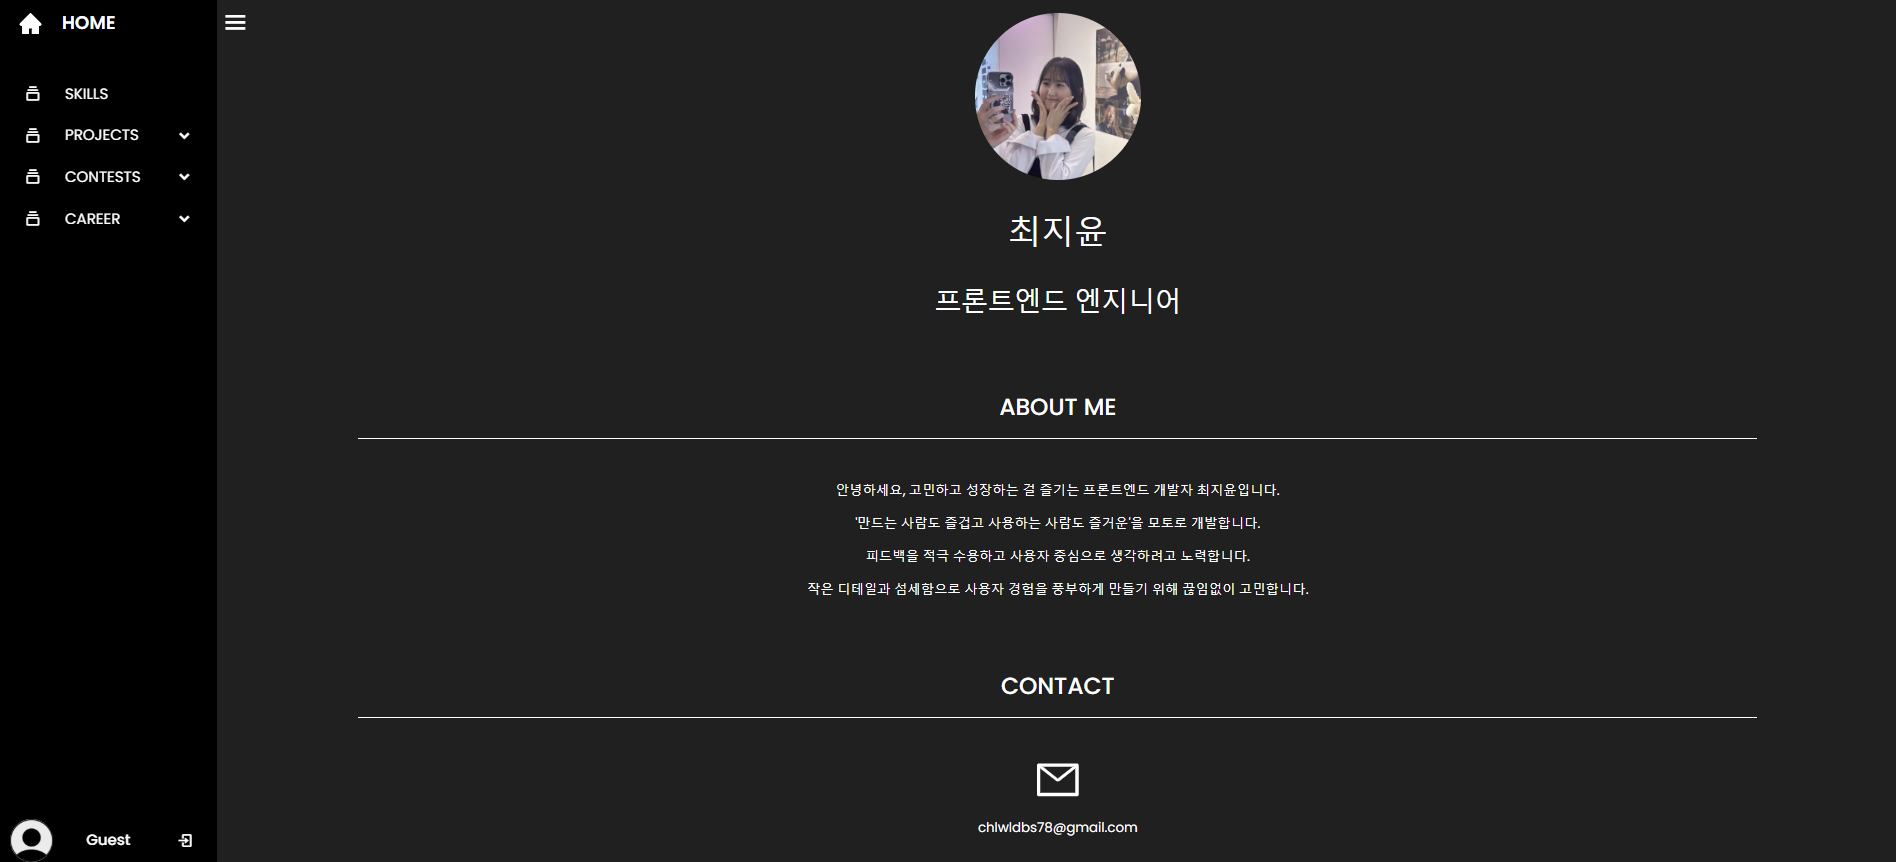 HOME
SKILLS
PROJECTS
CONTESTS
CAREER
최지윤
프론트엔드 엔지니어
ABOUT ME
안녕하세요, 고민하고 성장하는 걸 즐기는 프론트엔드 개발자 최지윤입니다.
'만드는 사람도 즐겁고 사용하는 사람도 즐거운'을 모토로 개발합니다.
피드백을 적극 수용하고 사용자 중심으로 생각하려고 노력합니다.
작은 디테일과 섬세함으로 사용자 경험을 풍부하게 만들기 위해 끊임없이 고민합니다.
CONTACT
chlwldbs78@gmail.com
Guest